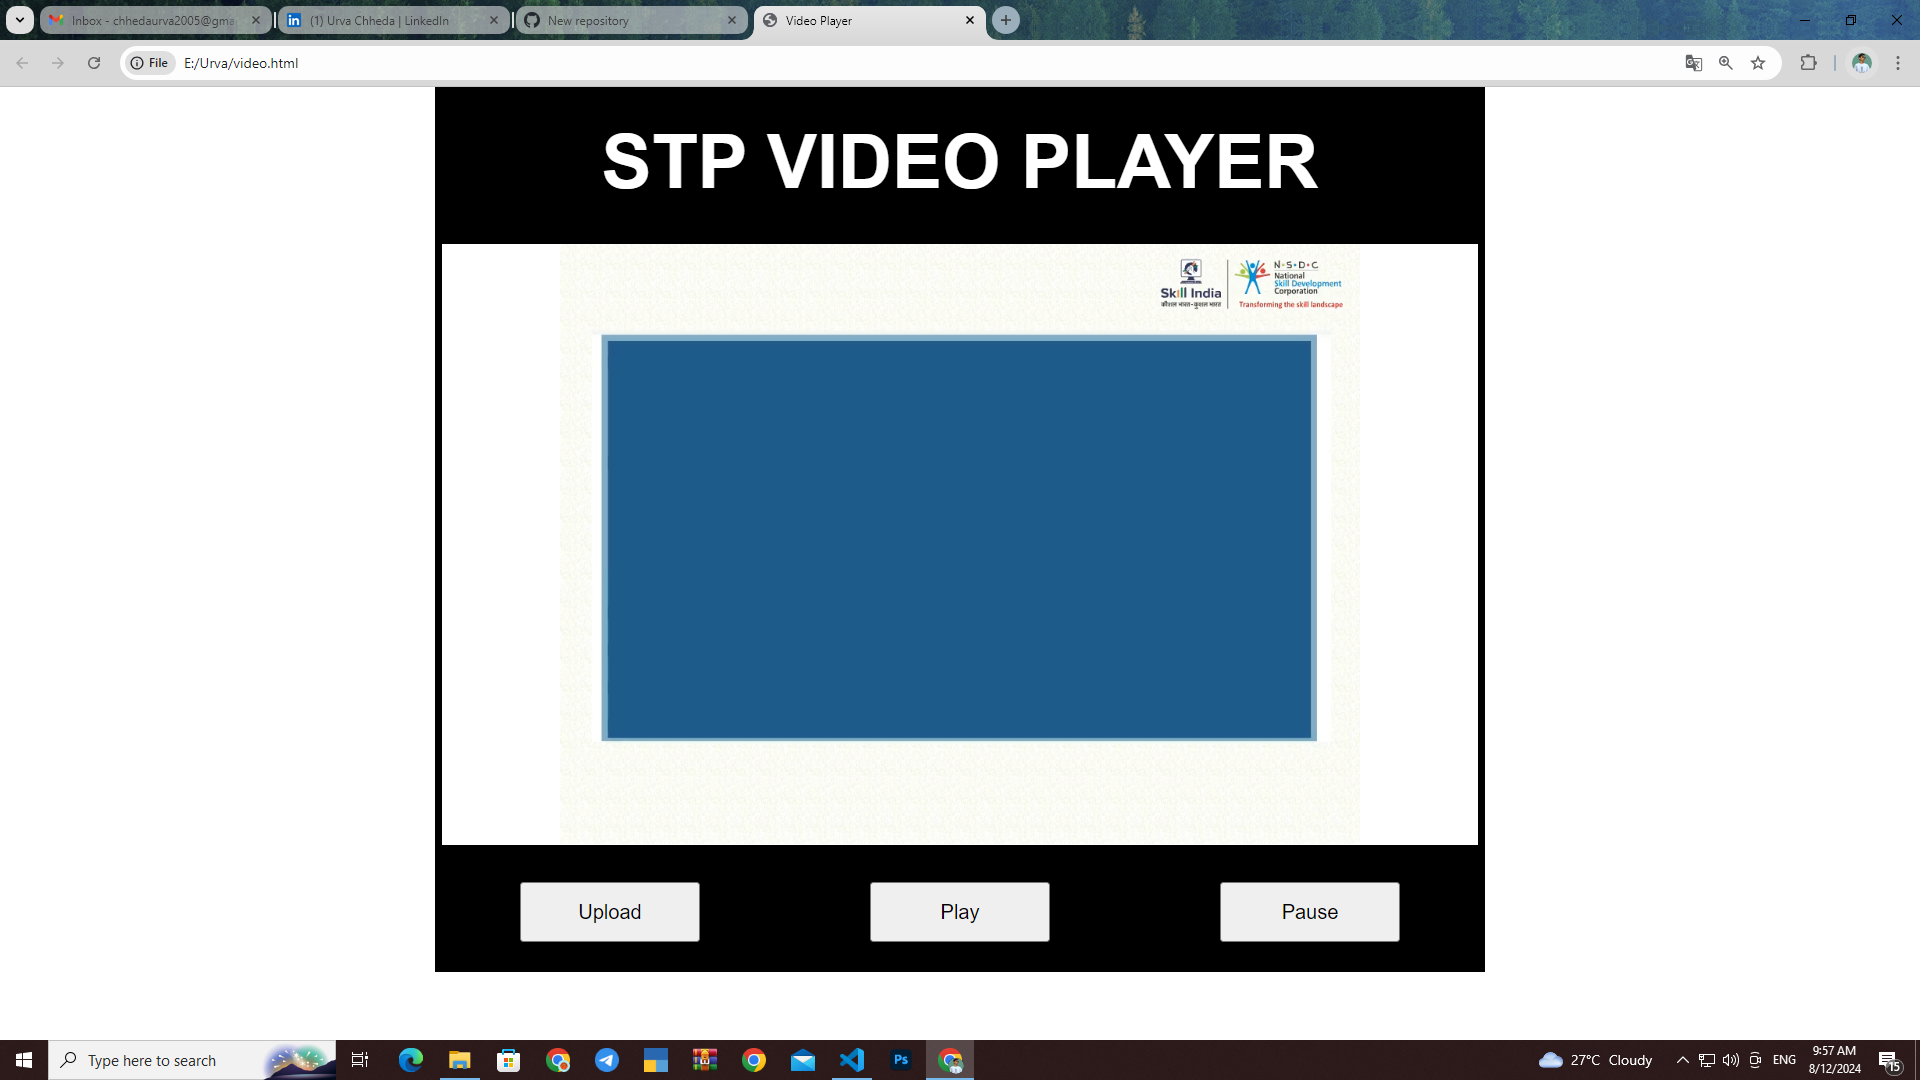 Inbox - chhedaurva2005@gma
(1) Urva Chheda | LinkedIn
New repository
Video Player
File
E:/Urva/video.html
STP VIDEO PLAYER
Skill India
कौशल भारत - कुशल भारत
N·S·D·C
National
Skill Development
Corporation
Transforming the skill landscape
Upload
Play
Pause
Type here to search
Ps
27°C Cloudy
ENG
9:57 AM
8/12/2024
15